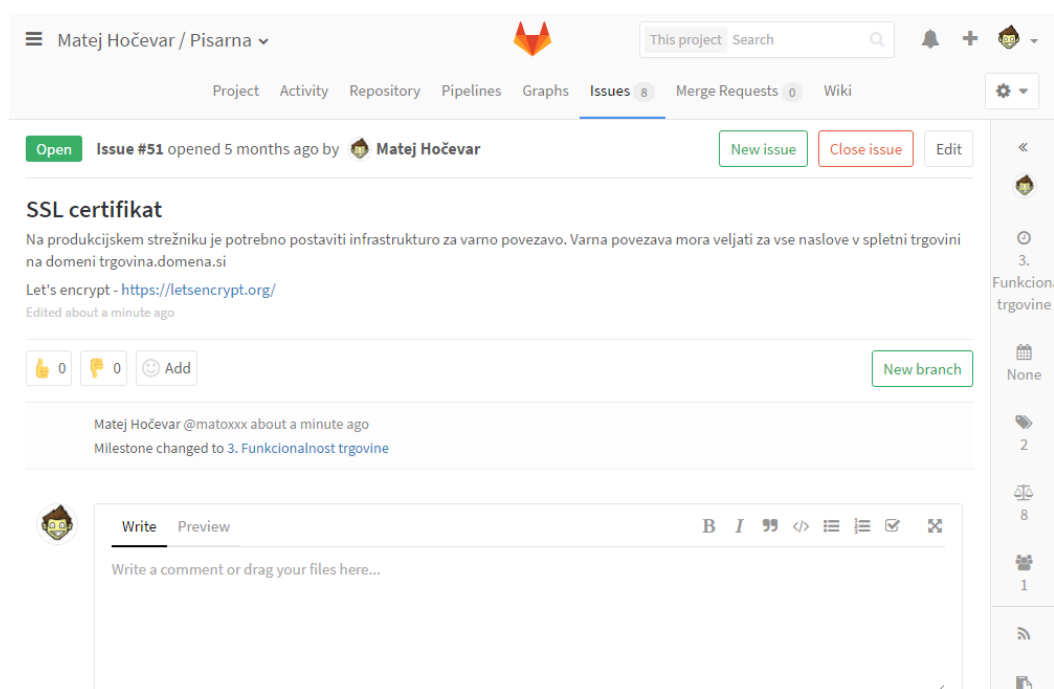 Matej Hočevar / Pisarna
This project Search
Project Activity Repository Pipelines Graphs Issues 8 Merge Requests 0 Wiki
Open Issue #51 opened 5 months ago by Matej Hočevar New issue Close issue Edit
SSL certifikat
Na produkcijskem strežniku je potrebno postaviti infrastrukturo za varno povezavo. Varna povezava mora veljati za vse naslove v spletni trgovini
na domeni trgovina.domena.si
Let's encrypt - https://letsencrypt.org/
Edited about a minute ago
0 0 Add New branch
Matej Hočevar @matoxxx about a minute ago
Milestone changed to 3. Funkcionalnost trgovine
Write Preview B I
Write a comment or drag your files here...
3.
Funkciona
trgovine
None
2
8
1